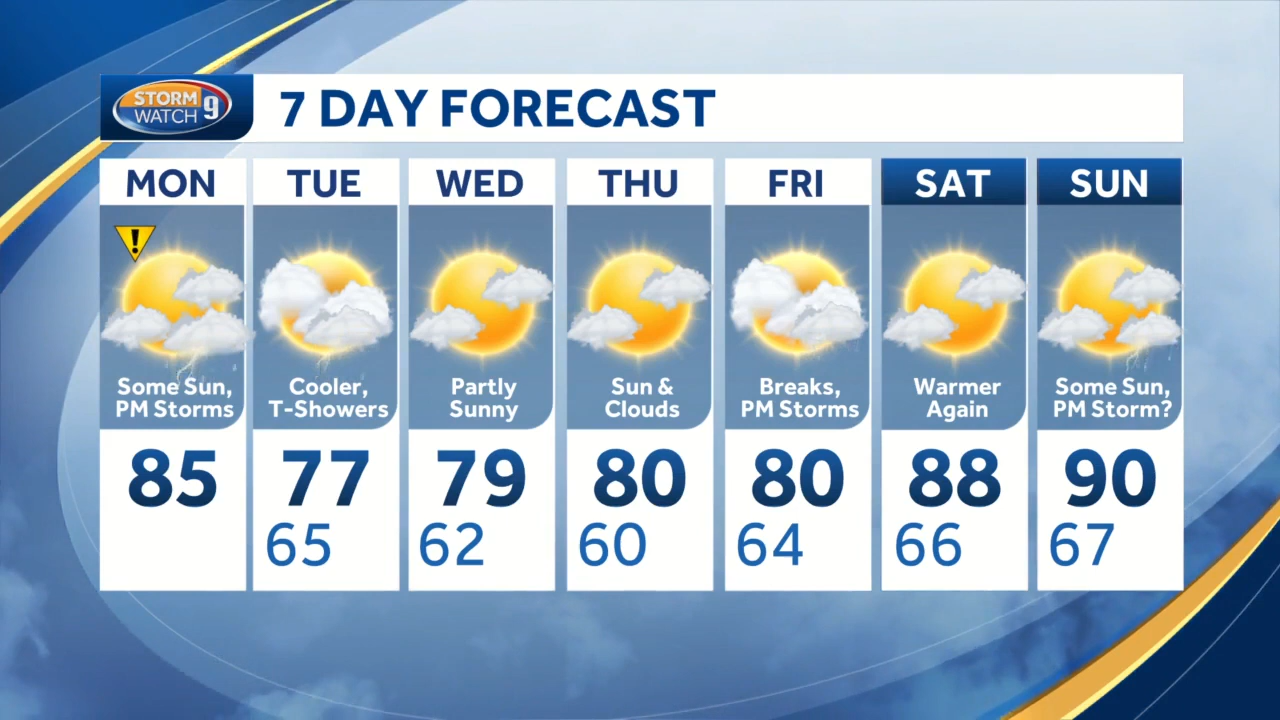 STORM
WATCH 9
7 DAY FORECAST
MON
TUE
WED
THU
FRI
SAT
SUN
!
Some Sun,
PM Storms
Cooler,
T-Showers
Partly
Sunny
Sun &
Clouds
Breaks,
PM Storms
Warmer
Again
Some Sun,
PM Storm?
85
77
79
80
80
88
90
65
62
60
64
66
67